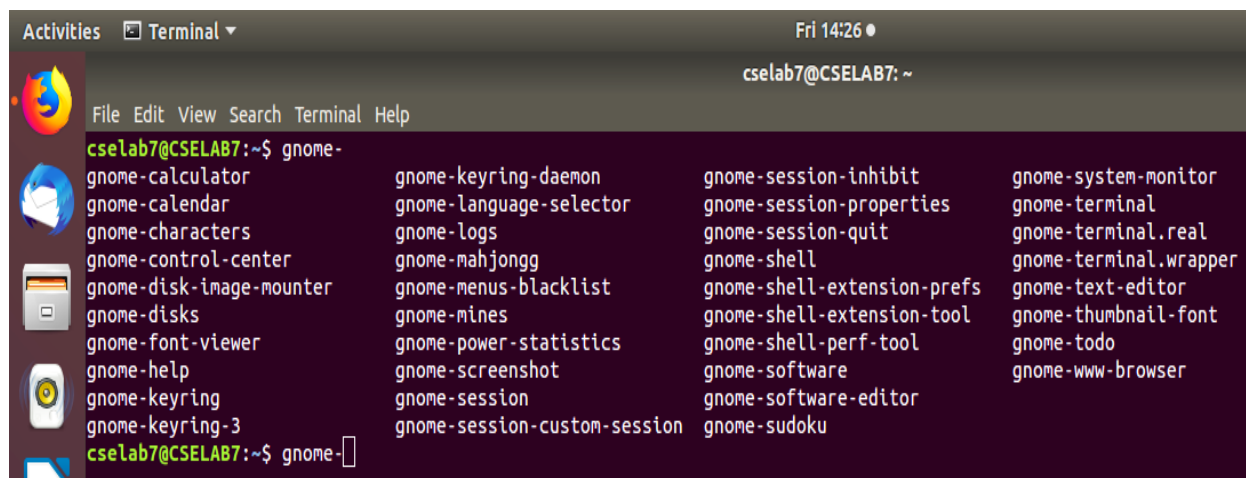 Activities Terminal Fri 14:26
cselab7@CSELAB7: ~
File Edit View Search Terminal Help
cselab7@CSELAB7:~$ gnome-
gnome-calculator gnome-keyring-daemon gnome-session-inhibit gnome-system-monitor
gnome-calendar gnome-language-selector gnome-session-properties gnome-terminal
gnome-characters gnome-logs gnome-session-quit gnome-terminal.real
gnome-control-center gnome-mahjongg gnome-shell gnome-terminal.wrapper
gnome-disk-image-mounter gnome-menus-blacklist gnome-shell-extension-prefs gnome-text-editor
gnome-disks gnome-mines gnome-shell-extension-tool gnome-thumbnail-font
gnome-font-viewer gnome-power-statistics gnome-shell-perf-tool gnome-todo
gnome-help gnome-screenshot gnome-software gnome-www-browser
gnome-keyring gnome-session gnome-software-editor
gnome-keyring-3 gnome-session-custom-session gnome-sudoku
cselab7@CSELAB7:~$ gnome-